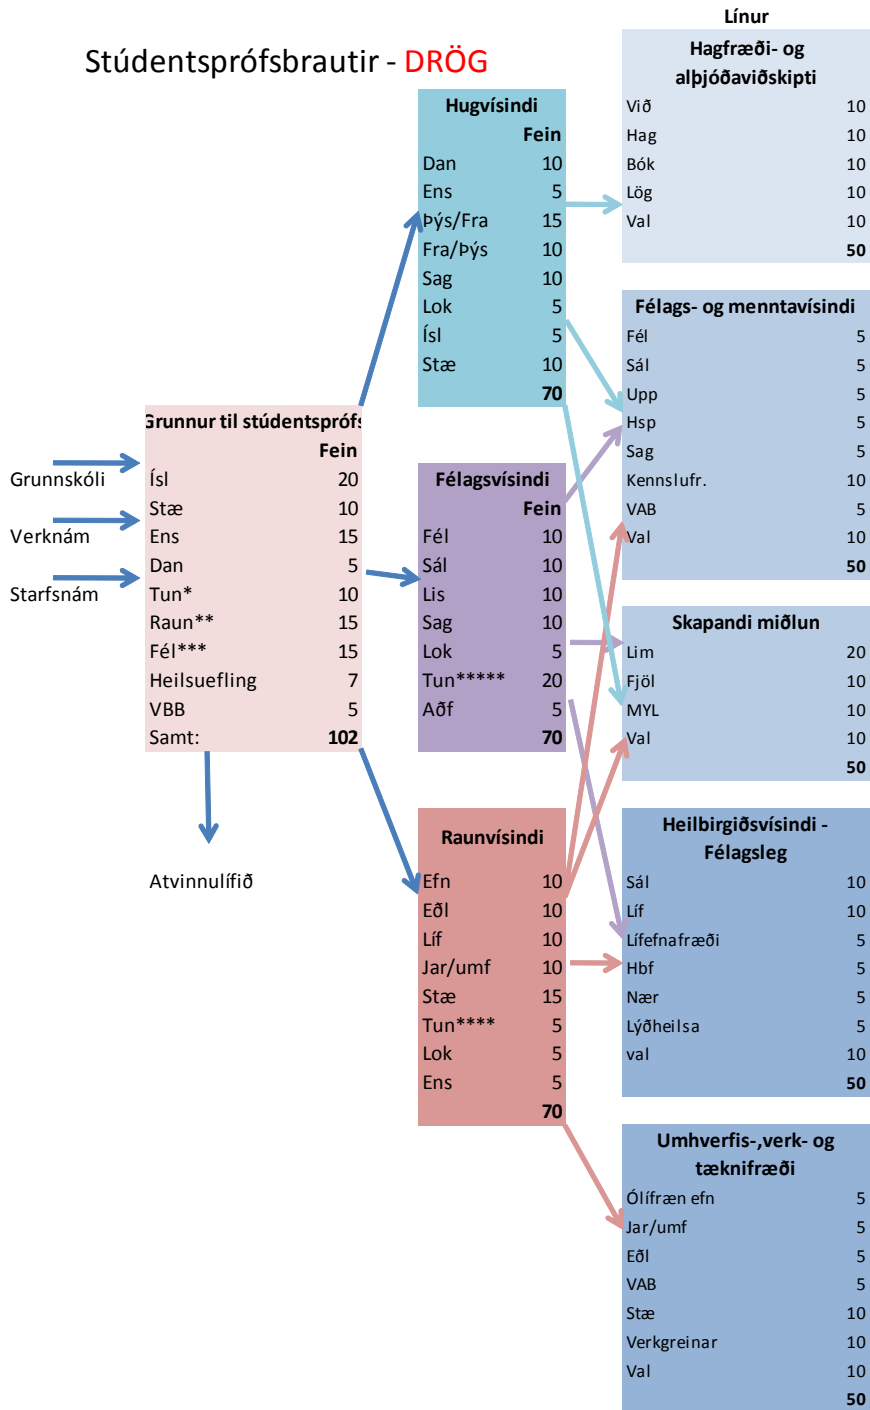 Stúdentsprófsbrautir - DRÖG
Grunnskóli
Verknám
Starfsnám
Grunnur til stúdentsprófs
Fein
Ísl 20
Stæ 10
Ens 15
Dan 5
Tun* 10
Raun** 15
Fél*** 15
Heilsuefling 7
VBB 5
Samt: 102
Atvinnulífið
Hugvísindi
Fein
Dan 10
Ens 5
Þýs/Fra 15
Fra/Þýs 10
Sag 10
Lok 5
Ísl 5
Stæ 10
70
Félagsvísindi
Fein
Fél 10
Sál 10
Lis 10
Sag 10
Lok 5
Tun***** 20
Aðf 5
70
Raunvísindi
Efn 10
Eðl 10
Líf 10
Jar/umf 10
Stæ 15
Tun**** 5
Lok 5
Ens 5
70
Línur
Hagfræði- og
alþjóðaviðskipti
Við 10
Hag 10
Bók 10
Lög 10
Val 10
50
Félags- og menntavísindi
Fél 5
Sál 5
Upp 5
Hsp 5
Sag 5
Kennslufr. 10
VAB 5
Val 10
50
Skapandi miðlun
Lim 20
Fjöl 10
MYL 10
Val 10
50
Heilbirgiðsvísindi -
Félagsleg
Sál 10
Líf 10
Lífefnafræði 5
Hbf 5
Nær 5
Lýðheilsa 5
val 10
50
Umhverfis-,verk- og
tæknifræði
Ólífræn efn 5
Jar/umf 5
Eðl 5
VAB 5
Stæ 10
Verkgreinar 10
Val 10
50